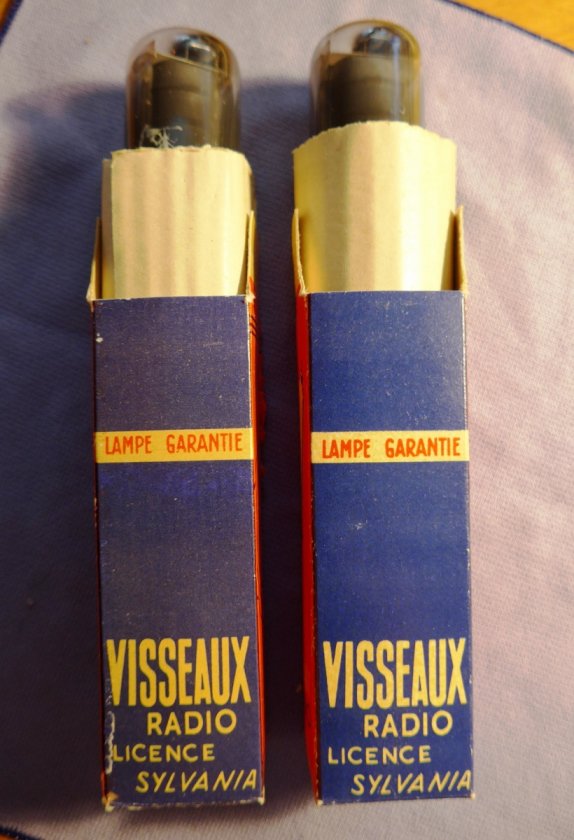 LAMPE GARANTIE
VISSEAUX
RADIO
LICENCE
SYLVANIA
LAMPE GARANTIE
VISSEAUX
RADIO
LICENCE
SYLVANIA